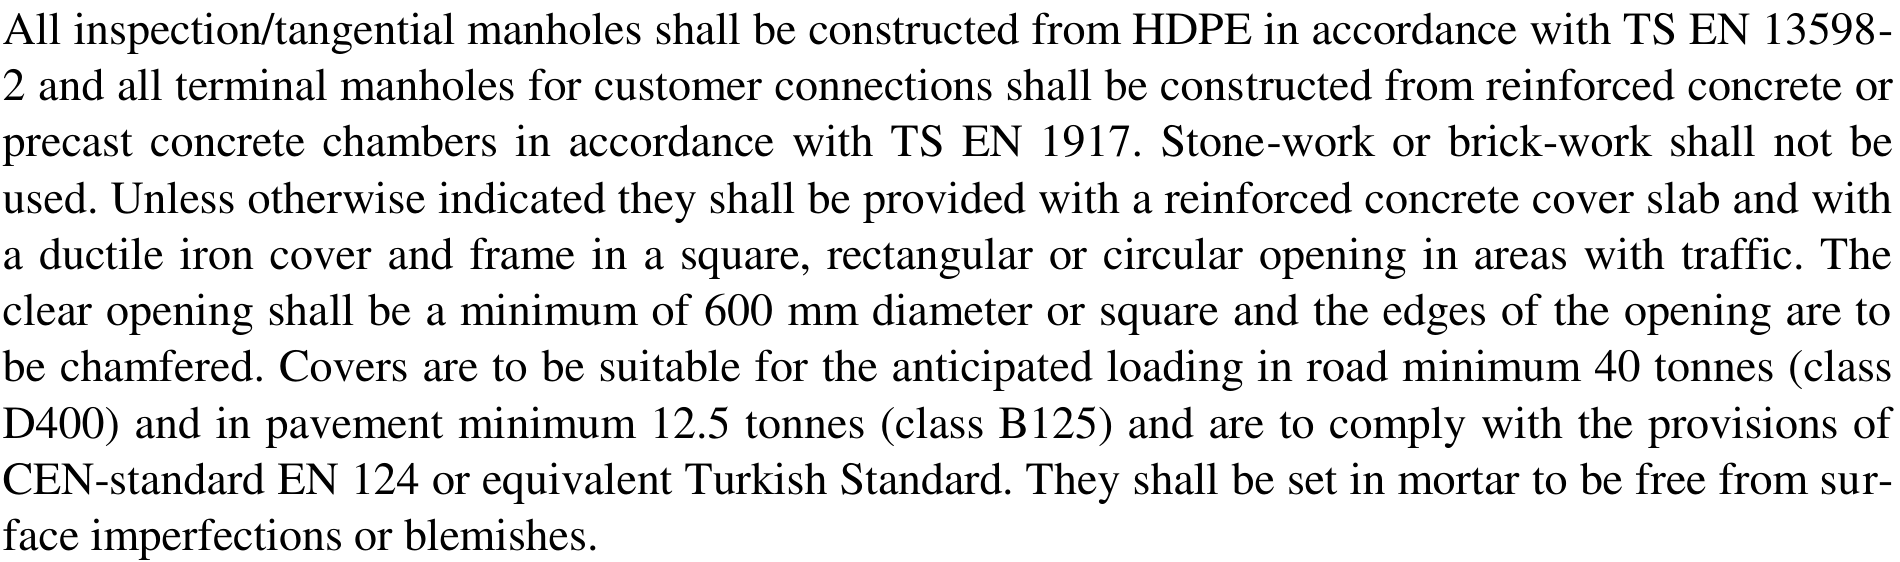 All inspection/tangential manholes shall be constructed from HDPE in accordance with TS EN 13598-
2 and all terminal manholes for customer connections shall be constructed from reinforced concrete or
precast concrete chambers in accordance with TS EN 1917. Stone-work or brick-work shall not be
used. Unless otherwise indicated they shall be provided with a reinforced concrete cover slab and with
a ductile iron cover and frame in a square, rectangular or circular opening in areas with traffic. The
clear opening shall be a minimum of 600 mm diameter or square and the edges of the opening are to
be chamfered. Covers are to be suitable for the anticipated loading in road minimum 40 tonnes (class
D400) and in pavement minimum 12.5 tonnes (class B125) and are to comply with the provisions of
CEN-standard EN 124 or equivalent Turkish Standard. They shall be set in mortar to be free from sur-
face imperfections or blemishes.